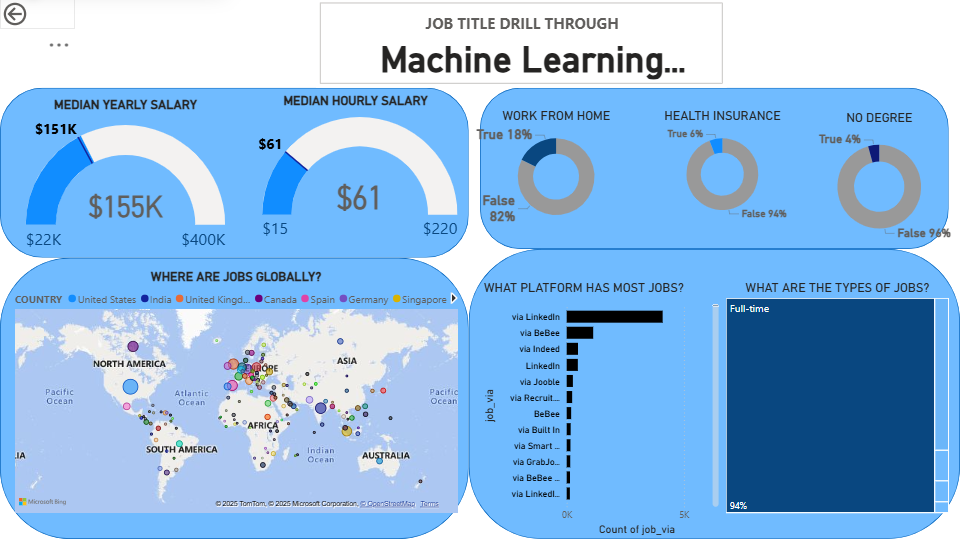 JOB TITLE DRILL THROUGH
Machine Learning...
MEDIAN YEARLY SALARY
$151K
$155K
$22K
$400K
MEDIAN HOURLY SALARY
$61
$61
$15
$220
WORK FROM HOME
True 18%
False
82%
HEALTH INSURANCE
True 6%
False 94%
NO DEGREE
True 4%
False 96%
WHERE ARE JOBS GLOBALLY?
COUNTRY United States India United Kingd... Canada Spain Germany Singapore
NORTH AMERICA
EUROPE
ASIA
Pacific
Ocean
Atlantic
Ocean
Pacific
Ocean
AFRICA
SOUTH AMERICA
Indian
Ocean
AUSTRALIA
IA
Microsoft Bing
© 2025 TomTom, © 2025 Microsoft Corporation, © OpenStreetMap Terms
WHAT PLATFORM HAS MOST JOBS?
job_via
via LinkedIn
via BeBee
via Indeed
LinkedIn
via Jooble
via Recruit...
BeBee
via Built In
via Smart ...
via GrabJo...
via BeBee ...
via LinkedI...
0K
5K
Count of job_via
WHAT ARE THE TYPES OF JOBS?
Full-time
94%